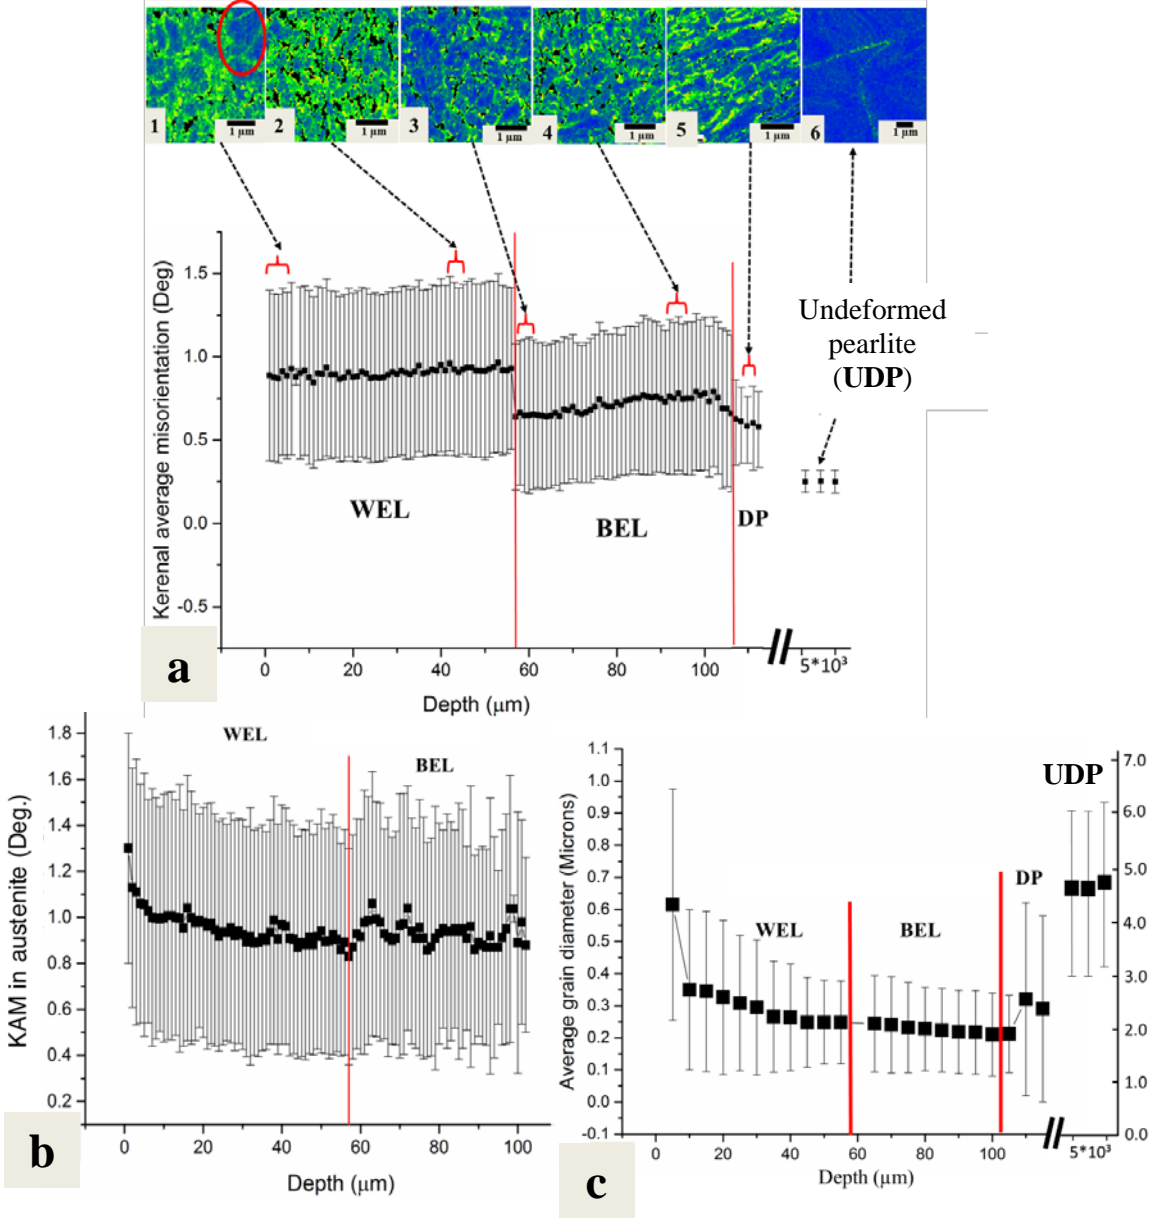 1
1 µm
2
1 µm
3
1 µm
4
1 µm
5
1 µm
6
1 µm
Kerenal average misorientation (Deg)
1.5
1.0
0.5
0.0
-0.5
WEL
BEL
DP
Undeformed
pearlite
(UDP)
0
20
40
60
80
100
5*10³
Depth (µm)
a
KAM in austenite (Deg.)
1.8
1.6
1.4
1.2
1.0
0.8
0.6
0.4
0.2
WEL
BEL
0
20
40
60
80
100
Depth (µm)
b
Average grain diameter (Microns)
1.1
1.0
0.9
0.8
0.7
0.6
0.5
0.4
0.3
0.2
0.1
0.0
-0.1
WEL
BEL
DP
UDP
7.0
6.0
5.0
4.0
3.0
2.0
1.0
0.0
0
20
40
60
80
100
5*10³
Depth (µm)
c